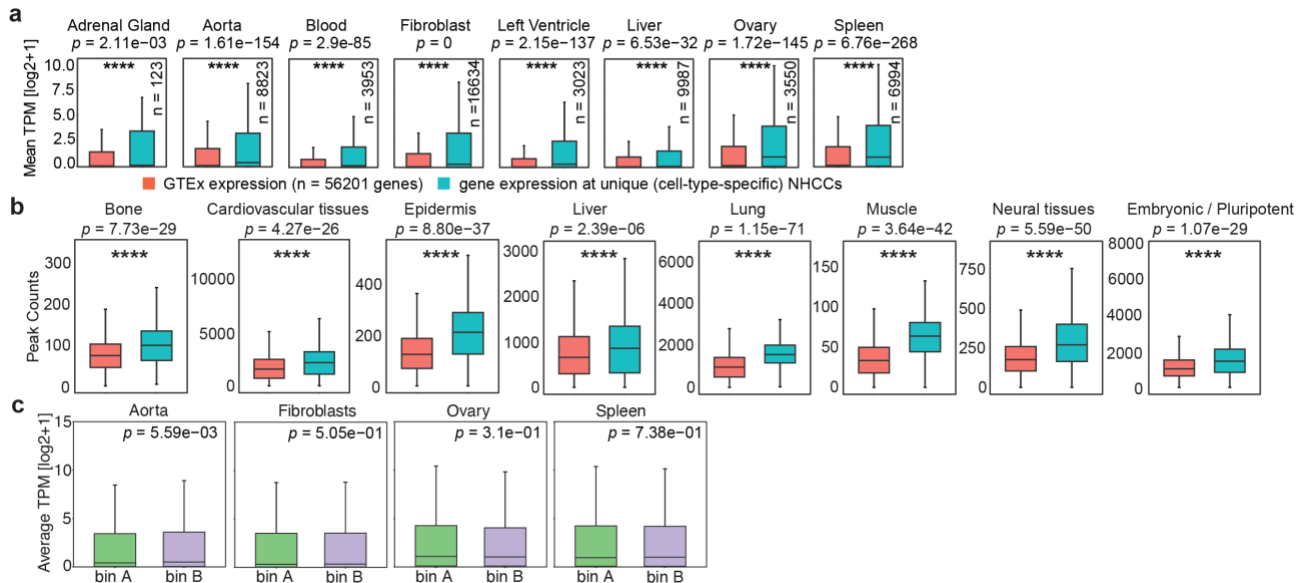 a
Adrenal Gland Aorta Blood Fibroblast Left Ventricle Liver Ovary Spleen
p = 2.11e−03 p = 1.61e−154 p = 2.9e-85 p = 0 p = 2.15e−137 p = 6.53e−32 p = 1.72e−145 p = 6.76e−268
**** **** **** **** **** **** **** ****
n = 123 n = 8823 n = 3953 n =16634 n = 3023 n = 9987 n = 3550 n = 6994
Mean TPM [log2+1]
10.0
7.5
5.0
2.5
0.0
GTEx expression (n = 56201 genes) gene expression at unique (cell-type-specific) NHCCs
b
Bone Cardiovascular tissues Epidermis Liver Lung Muscle Neural tissues Embryonic / Pluripotent
p = 7.73e−29 p = 4.27e−26 p = 8.80e−37 p = 2.39e−06 p = 1.15e−71 p = 3.64e−42 p = 5.59e−50 p = 1.07e−29
**** **** **** **** **** **** **** ****
Peak Counts
300
200
100
0
10000
5000
0
400
200
0
3000
2000
1000
0
6000
4000
2000
0
150
100
50
0
750
500
250
0
8000
6000
4000
2000
0
c
Aorta Fibroblasts Ovary Spleen
p = 5.59e−03 p = 5.05e−01 p = 3.1e−01 p = 7.38e−01
Average TPM [log2+1]
15
10
5
0
bin A bin B bin A bin B bin A bin B bin A bin B